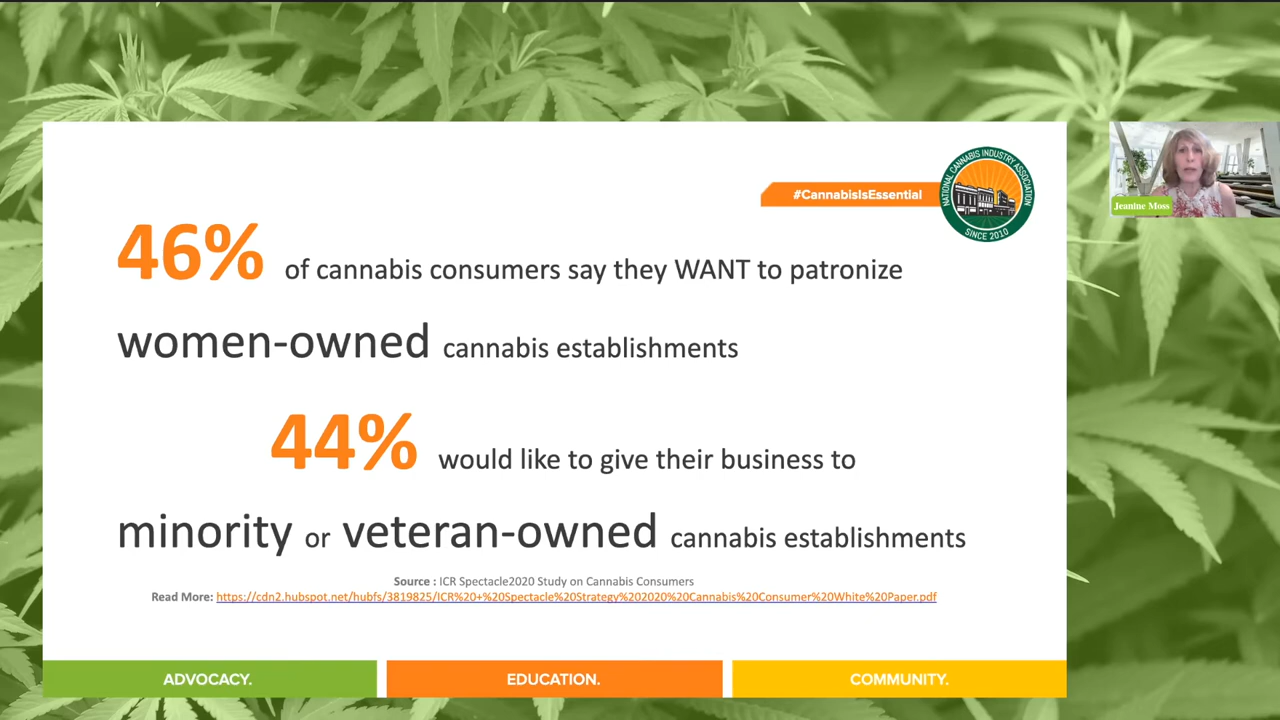 #CannabisIsEssential
NATIONAL CANNABIS INDUSTRY ASSOCIATION
SINCE 2010
Jeanine Moss
46% of cannabis consumers say they WANT to patronize
women-owned cannabis establishments
44% would like to give their business to
minority or veteran-owned cannabis establishments
Source : ICR Spectacle2020 Study on Cannabis Consumers
Read More: https://cdn2.hubspot.net/hubfs/3819825/ICR%20+%20Spectacle%20Strategy%202020%20Cannabis%20Consumer%20White%20Paper.pdf
ADVOCACY.
EDUCATION.
COMMUNITY.